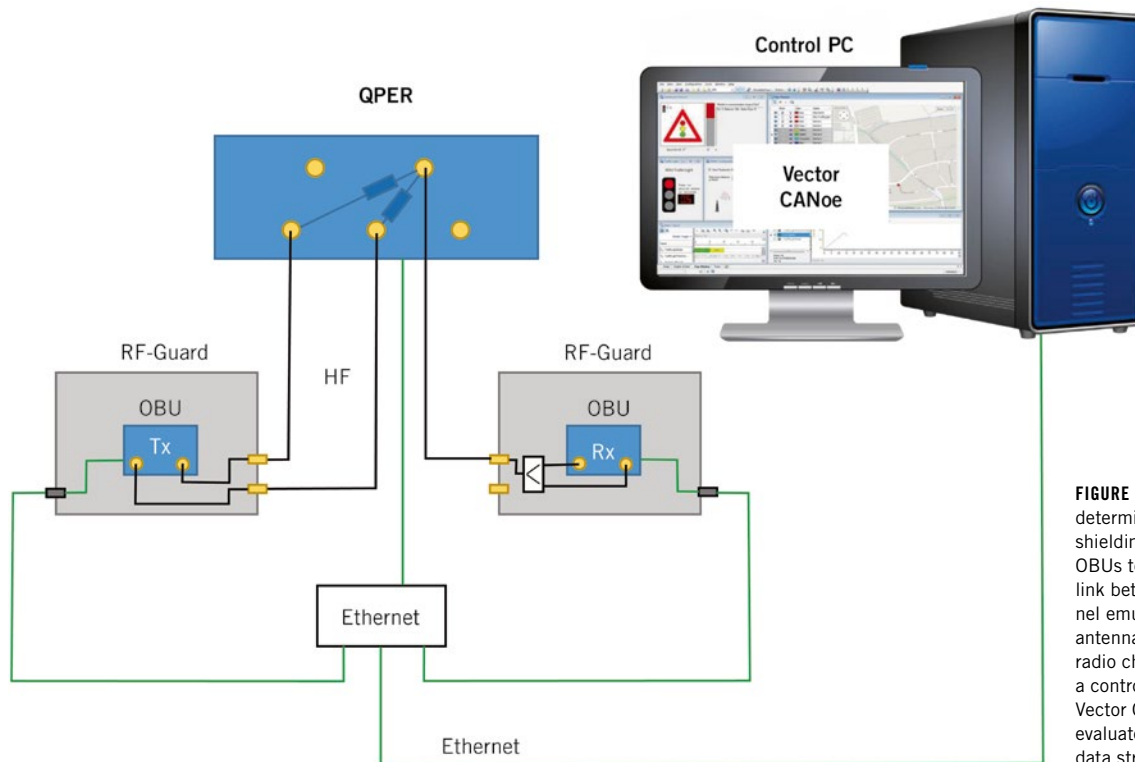 Control PC
QPER
Vector
CANoe
RF-Guard
HF
RF-Guard
OBU
OBU
Tx
Rx
Ethernet
Ethernet
FIGURE
determi
shieldin
OBUs te
link bet
nel emu
antenna
radio ch
a contro
Vector C
evaluate
data str